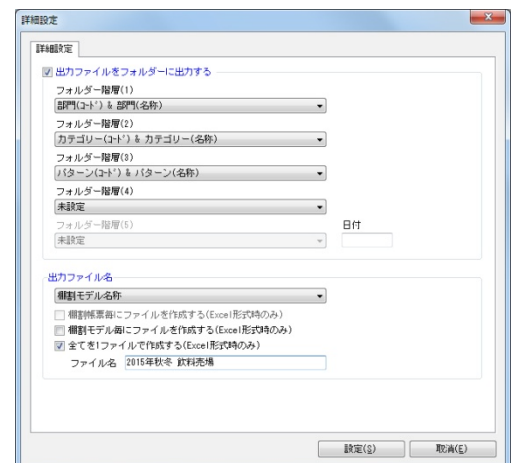 詳細設定
詳細設定
出力ファイルをフォルダーに出力する
フォルダー階層(1)
部門(ｺｰﾄﾞ) & 部門(名称)
フォルダー階層(2)
カテゴリー(ｺｰﾄﾞ) & カテゴリー(名称)
フォルダー階層(3)
パターン(ｺｰﾄﾞ) & パターン(名称)
フォルダー階層(4)
未設定
フォルダー階層(5) 日付
未設定
出力ファイル名
棚割モデル名称
棚割帳票毎にファイルを作成する(Excel形式時のみ)
棚割モデル毎にファイルを作成する(Excel形式時のみ)
全てを1ファイルで作成する(Excel形式時のみ)
ファイル名 2015年秋冬 飲料売場
設定(S) 取消(E)